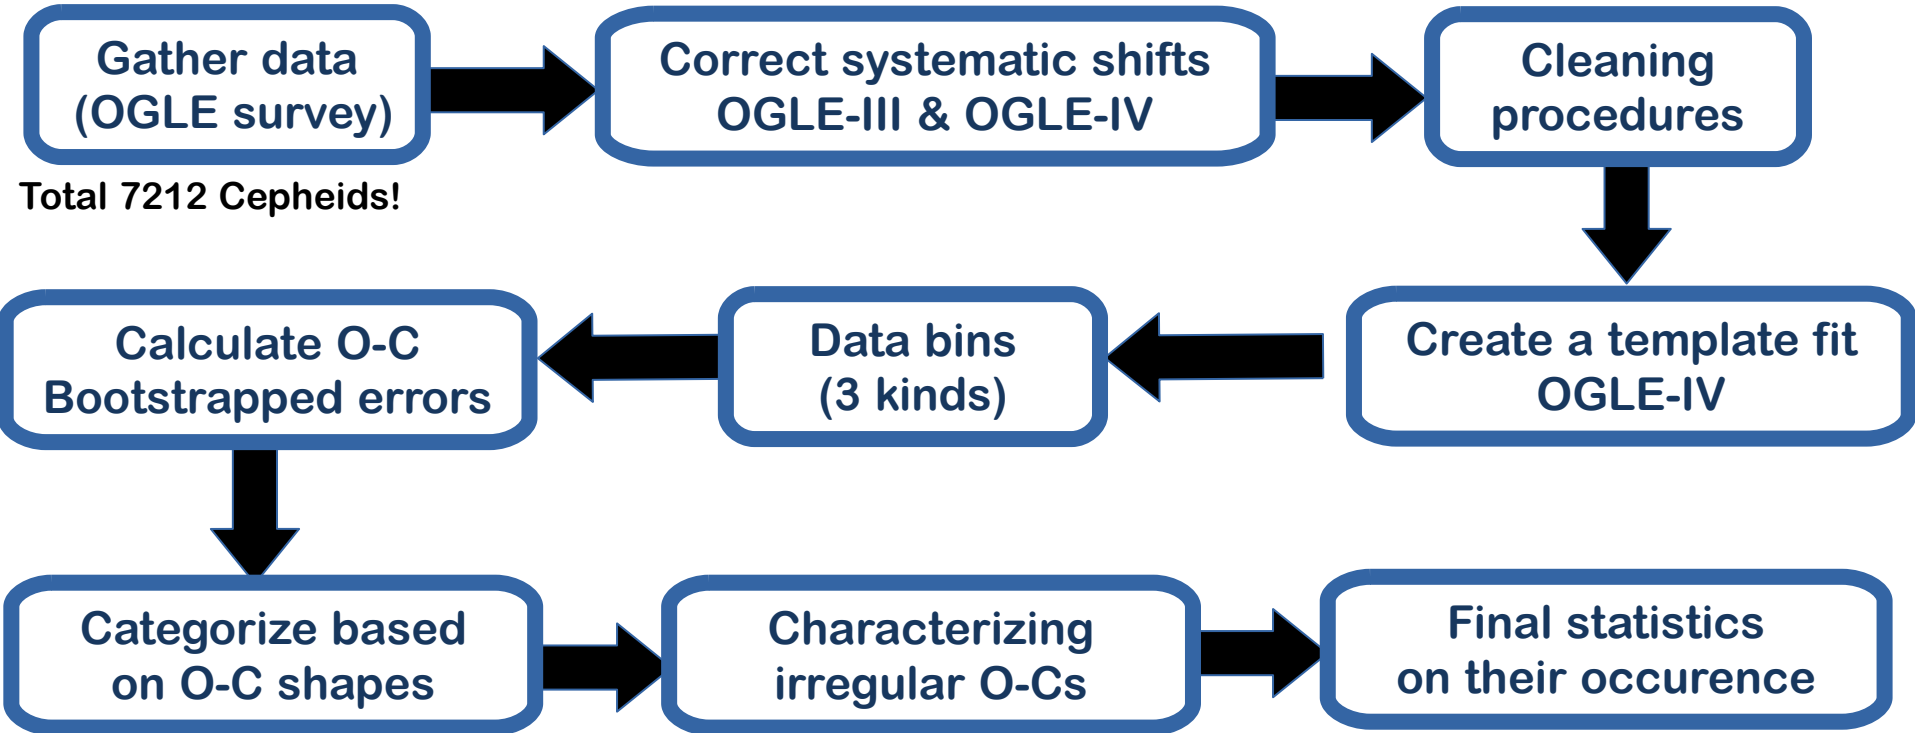 Gather data
(OGLE survey)
Total 7212 Cepheids!
Correct systematic shifts
OGLE-III & OGLE-IV
Cleaning
procedures
Create a template fit
OGLE-IV
Data bins
(3 kinds)
Calculate O-C
Bootstrapped errors
Categorize based
on O-C shapes
Characterizing
irregular O-Cs
Final statistics
on their occurence